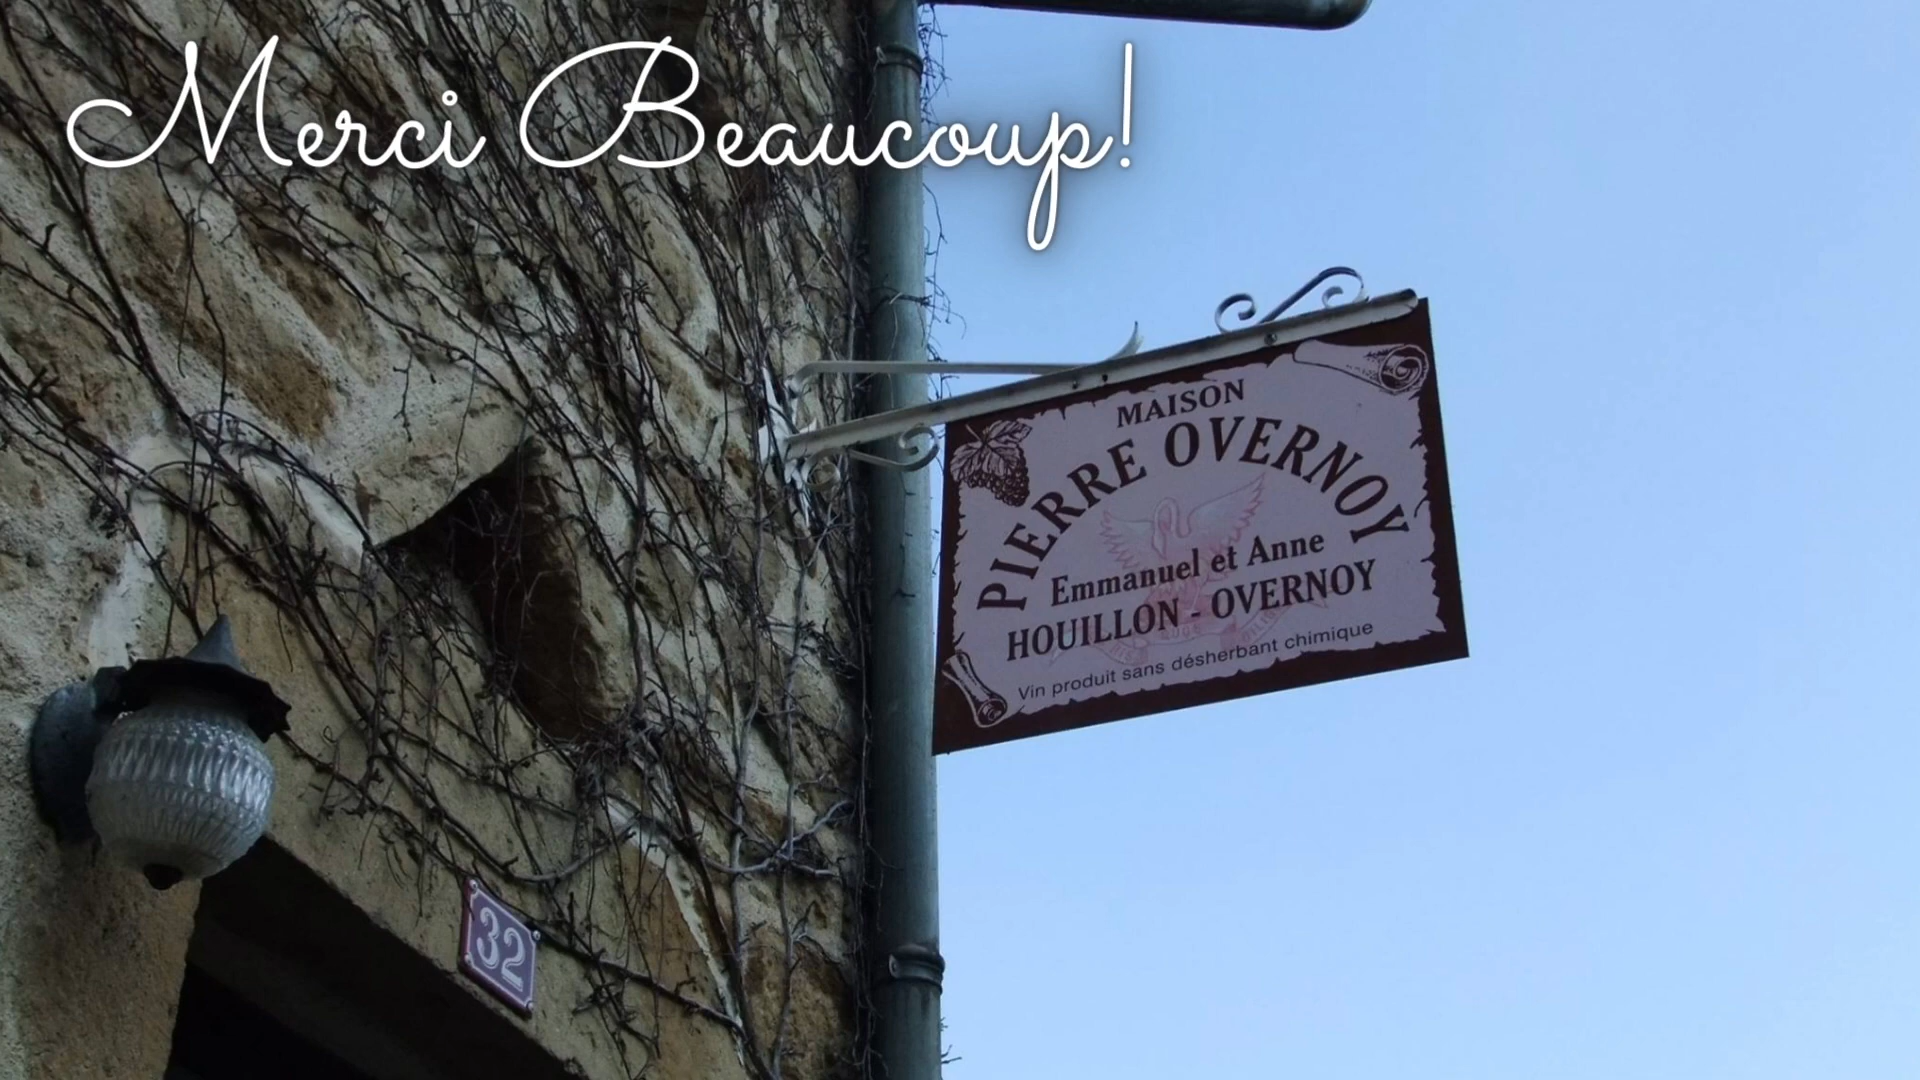 Merci Beaucoup!
MAISON
PIERRE OVERNOY
Emmanuel et Anne
HOUILLON - OVERNOY
Vin produit sans désherbant chimique
32